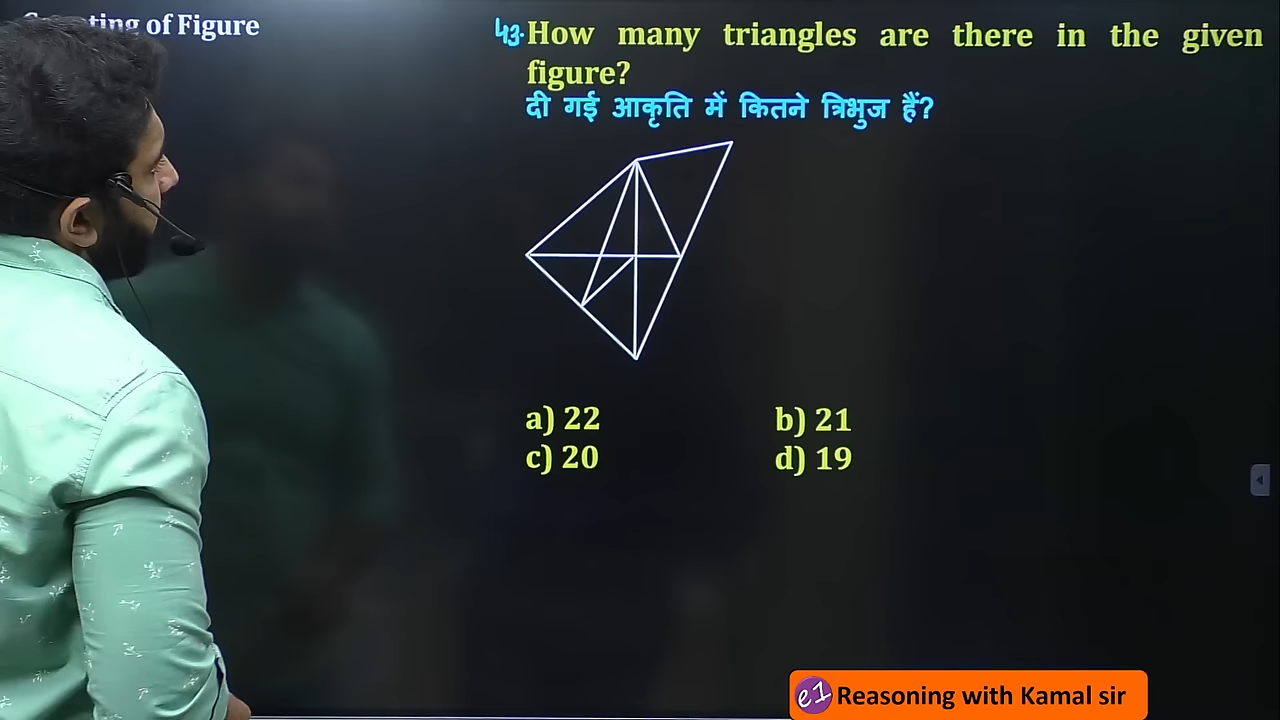 of Figure
43. How many triangles are there in the given
figure?
दी गई आकृति में कितने त्रिभुज हैं?
a) 22
b) 21
c) 20
d) 19
e1 Reasoning with Kamal sir